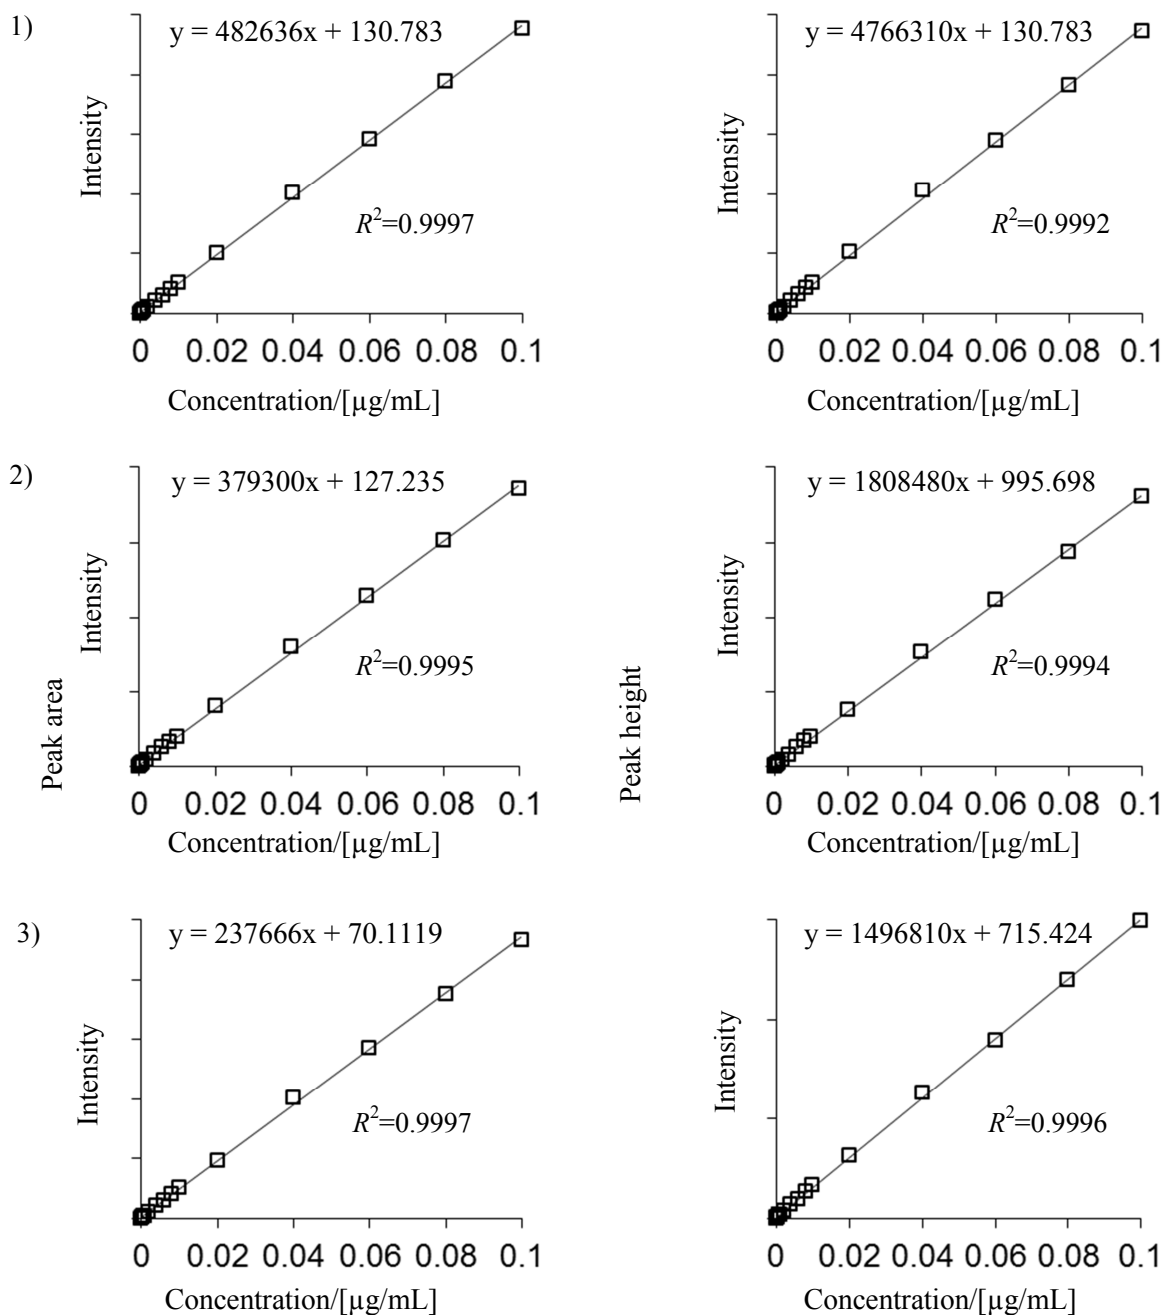 1)
y = 482636x + 130.783
Intensity
R²=0.9997
0 0.02 0.04 0.06 0.08 0.1
Concentration/[µg/mL]
y = 4766310x + 130.783
Intensity
R²=0.9992
0 0.02 0.04 0.06 0.08 0.1
Concentration/[µg/mL]
2)
Peak area
y = 379300x + 127.235
Intensity
R²=0.9995
0 0.02 0.04 0.06 0.08 0.1
Concentration/[µg/mL]
Peak height
y = 1808480x + 995.698
Intensity
R²=0.9994
0 0.02 0.04 0.06 0.08 0.1
Concentration/[µg/mL]
3)
y = 237666x + 70.1119
Intensity
R²=0.9997
0 0.02 0.04 0.06 0.08 0.1
Concentration/[µg/mL]
y = 1496810x + 715.424
Intensity
R²=0.9996
0 0.02 0.04 0.06 0.08 0.1
Concentration/[µg/mL]